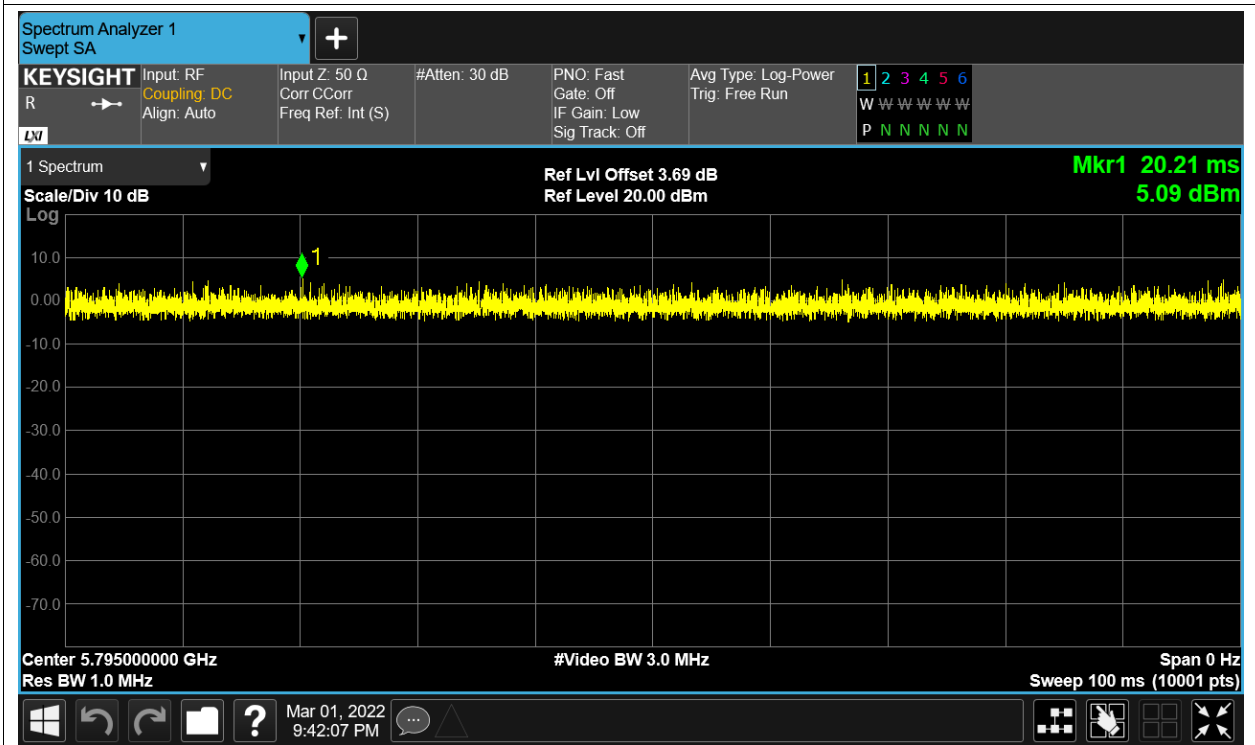 Spectrum Analyzer 1
Swept SA
KEYSIGHT
R
LXI
Input: RF
Coupling: DC
Align: Auto
Input Z: 50 Ω
Corr CCorr
Freq Ref: Int (S)
#Atten: 30 dB
PNO: Fast
Gate: Off
IF Gain: Low
Sig Track: Off
Avg Type: Log-Power
Trig: Free Run
1 2 3 4 5 6
W W W W W W
P N N N N N
1 Spectrum
Scale/Div 10 dB
Log
Ref Lvl Offset 3.69 dB
Ref Level 20.00 dBm
Mkr1 20.21 ms
5.09 dBm
1
10.0
0.00
-10.0
-20.0
-30.0
-40.0
-50.0
-60.0
-70.0
Center 5.795000000 GHz
Res BW 1.0 MHz
#Video BW 3.0 MHz
Span 0 Hz
Sweep 100 ms (10001 pts)
?
Mar 01, 2022
9:42:07 PM